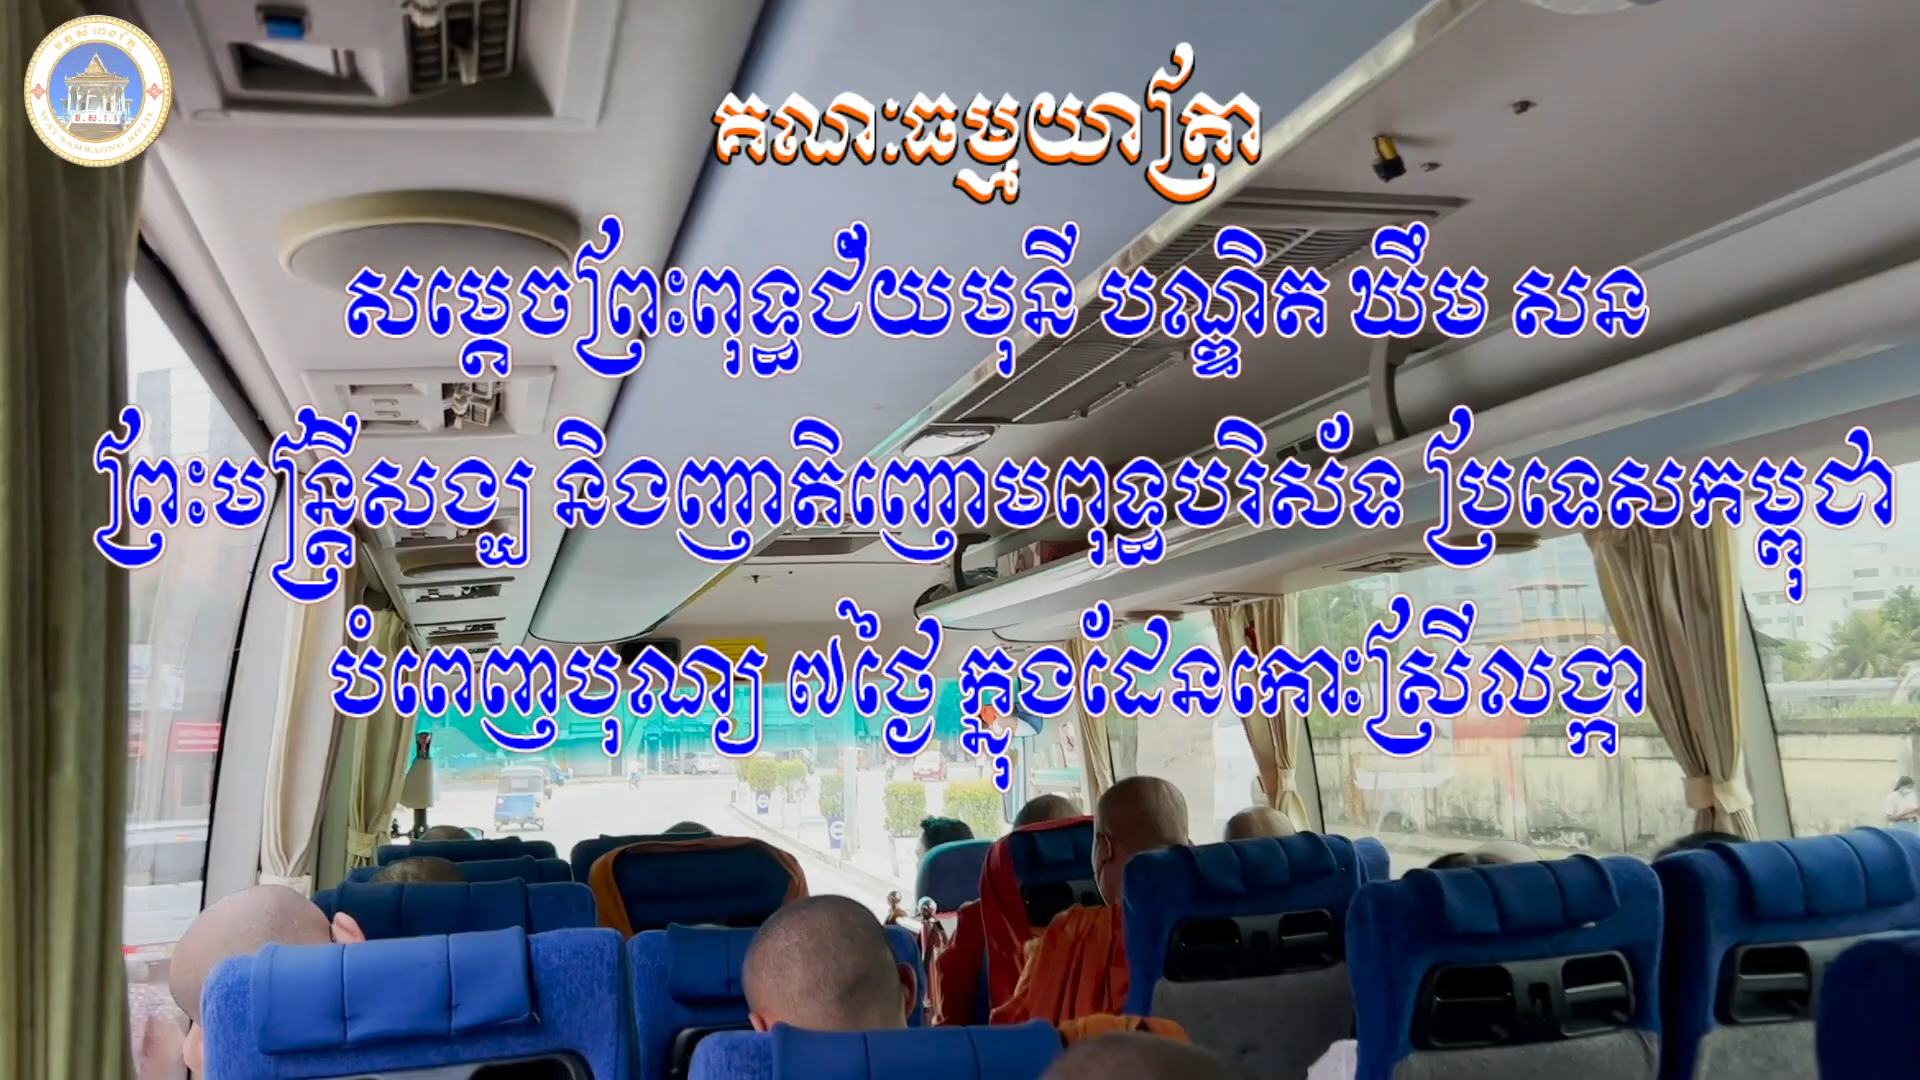 គណៈធម្មយាត្រា
សម្តេចព្រះពុទ្ធជ័យមុនី បណ្ឌិត ឃឹម សន
ព្រះមន្ត្រីសង្ឃ និងញាតិញោមពុទ្ធបរិស័ទ ប្រទេសកម្ពុជា
បំពេញបុណ្យ ៧ថ្ងៃ ក្នុងដែនកោះស្រីលង្កា
WAT SAMRAONG ROTH